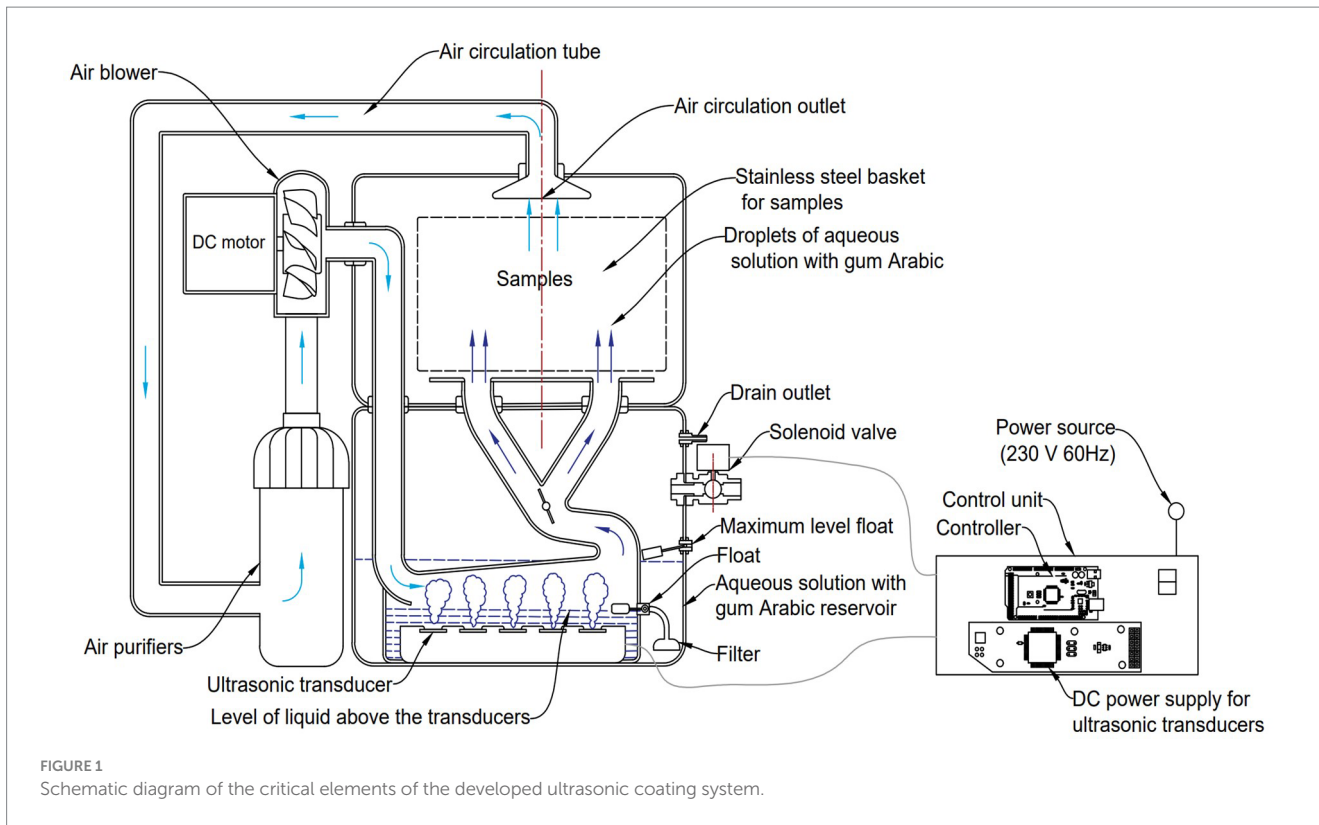 Air circulation tube
Air blower
Air circulation outlet
Stainless steel basket
for samples
DC motor
Droplets of aqueous
solution with gum Arabic
Samples
Drain outlet
Solenoid valve
Power source
(230 V 60Hz)
Control unit
Controller
Maximum level float
Float
Aqueous solution with
gum Arabic reservoir
Air purifiers
Filter
Ultrasonic transducer
Level of liquid above the transducers
DC power supply for
ultrasonic transducers
FIGURE 1
Schematic diagram of the critical elements of the developed ultrasonic coating system.